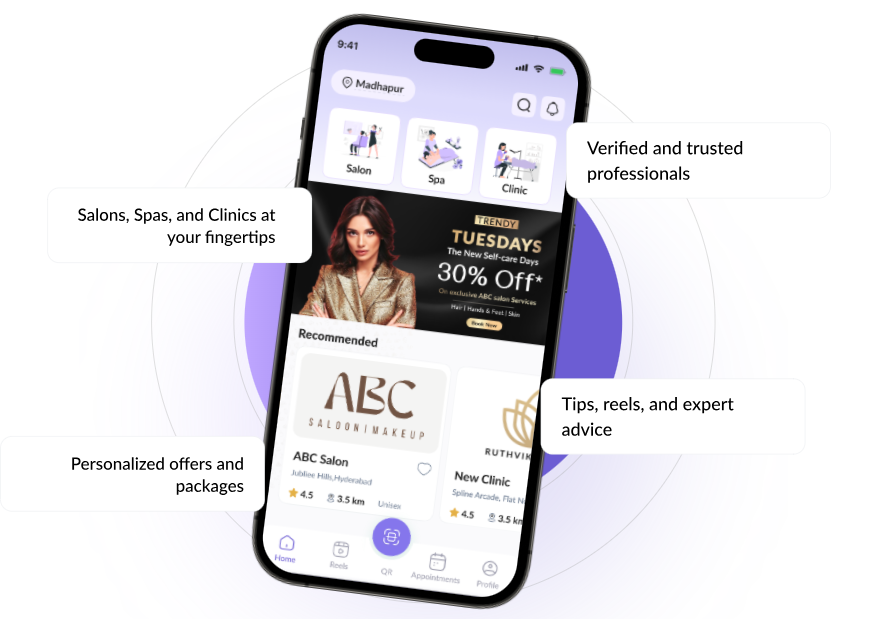 9:41
Madhapur
Salon
Spa
Clinic
Verified and trusted
professionals
Salons, Spas, and Clinics at
your fingertips
TRENDY
TUESDAYS
The New Self-care Days
30% Off*
On exclusive ABC salon Services
Hair | Hands & Feet | Skin
Book Now
Recommended
ABC
SALOON|MAKEUP
RUTHVIK
Tips, reels, and expert
advice
Personalized offers and
packages
ABC Salon
Jubliee Hills,Hyderabad
4.5
3.5 km
Unisex
New Clinic
Spline Arcade, Flat N
4.5
3.5 km
Home
Reels
QR
Appointments
Profile